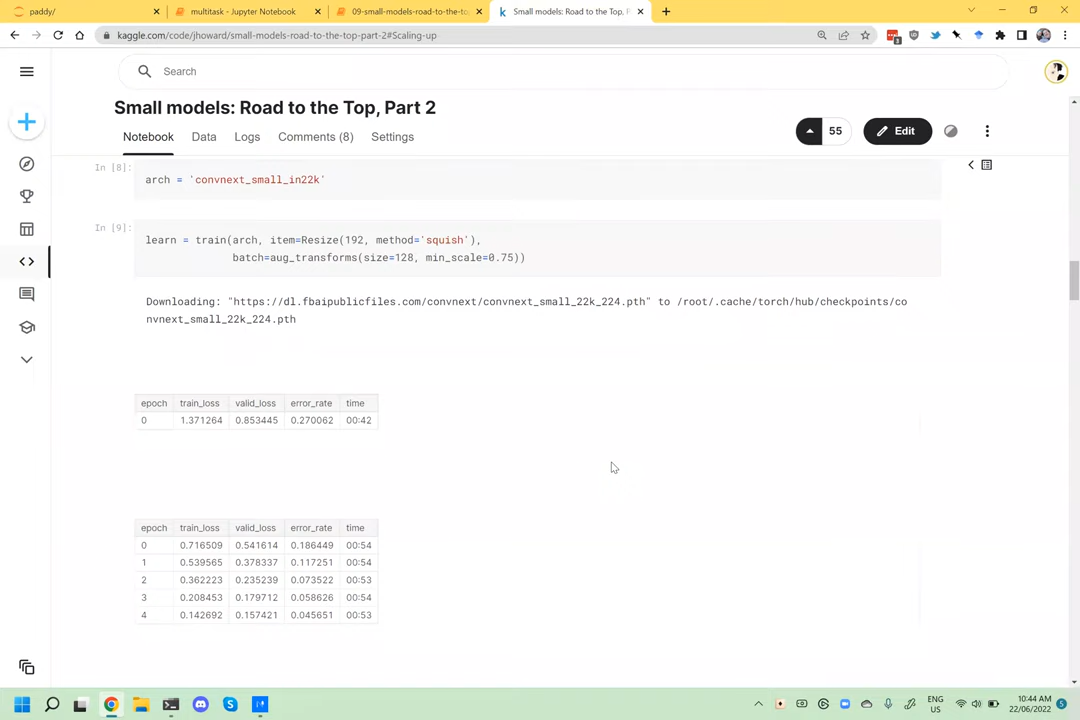 paddy/
multitask - Jupyter Notebook
09-small-models-road-to-the-to
Small models: Road to the Top, P
kaggle.com/code/jhoward/small-models-road-to-the-top-part-2#Scaling-up
Search
Small models: Road to the Top, Part 2
Notebook
Data
Logs
Comments (8)
Settings
55
Edit
In [8]:
arch = 'convnext_small_in22k'
In [9]:
learn = train(arch, item=Resize(192, method='squish'),
batch=aug_transforms(size=128, min_scale=0.75))
Downloading: "https://dl.fbaipublicfiles.com/convnext/convnext_small_22k_224.pth" to /root/.cache/torch/hub/checkpoints/co
nvnext_small_22k_224.pth
epoch train_loss valid_loss error_rate time
0 1.371264 0.853445 0.270062 00:42
epoch train_loss valid_loss error_rate time
0 0.716509 0.541614 0.186449 00:54
1 0.539565 0.378337 0.117251 00:54
2 0.362223 0.235239 0.073522 00:53
3 0.208453 0.179712 0.058626 00:54
4 0.142692 0.157421 0.045651 00:53
ENG
US
10:44 AM
22/06/2022
5